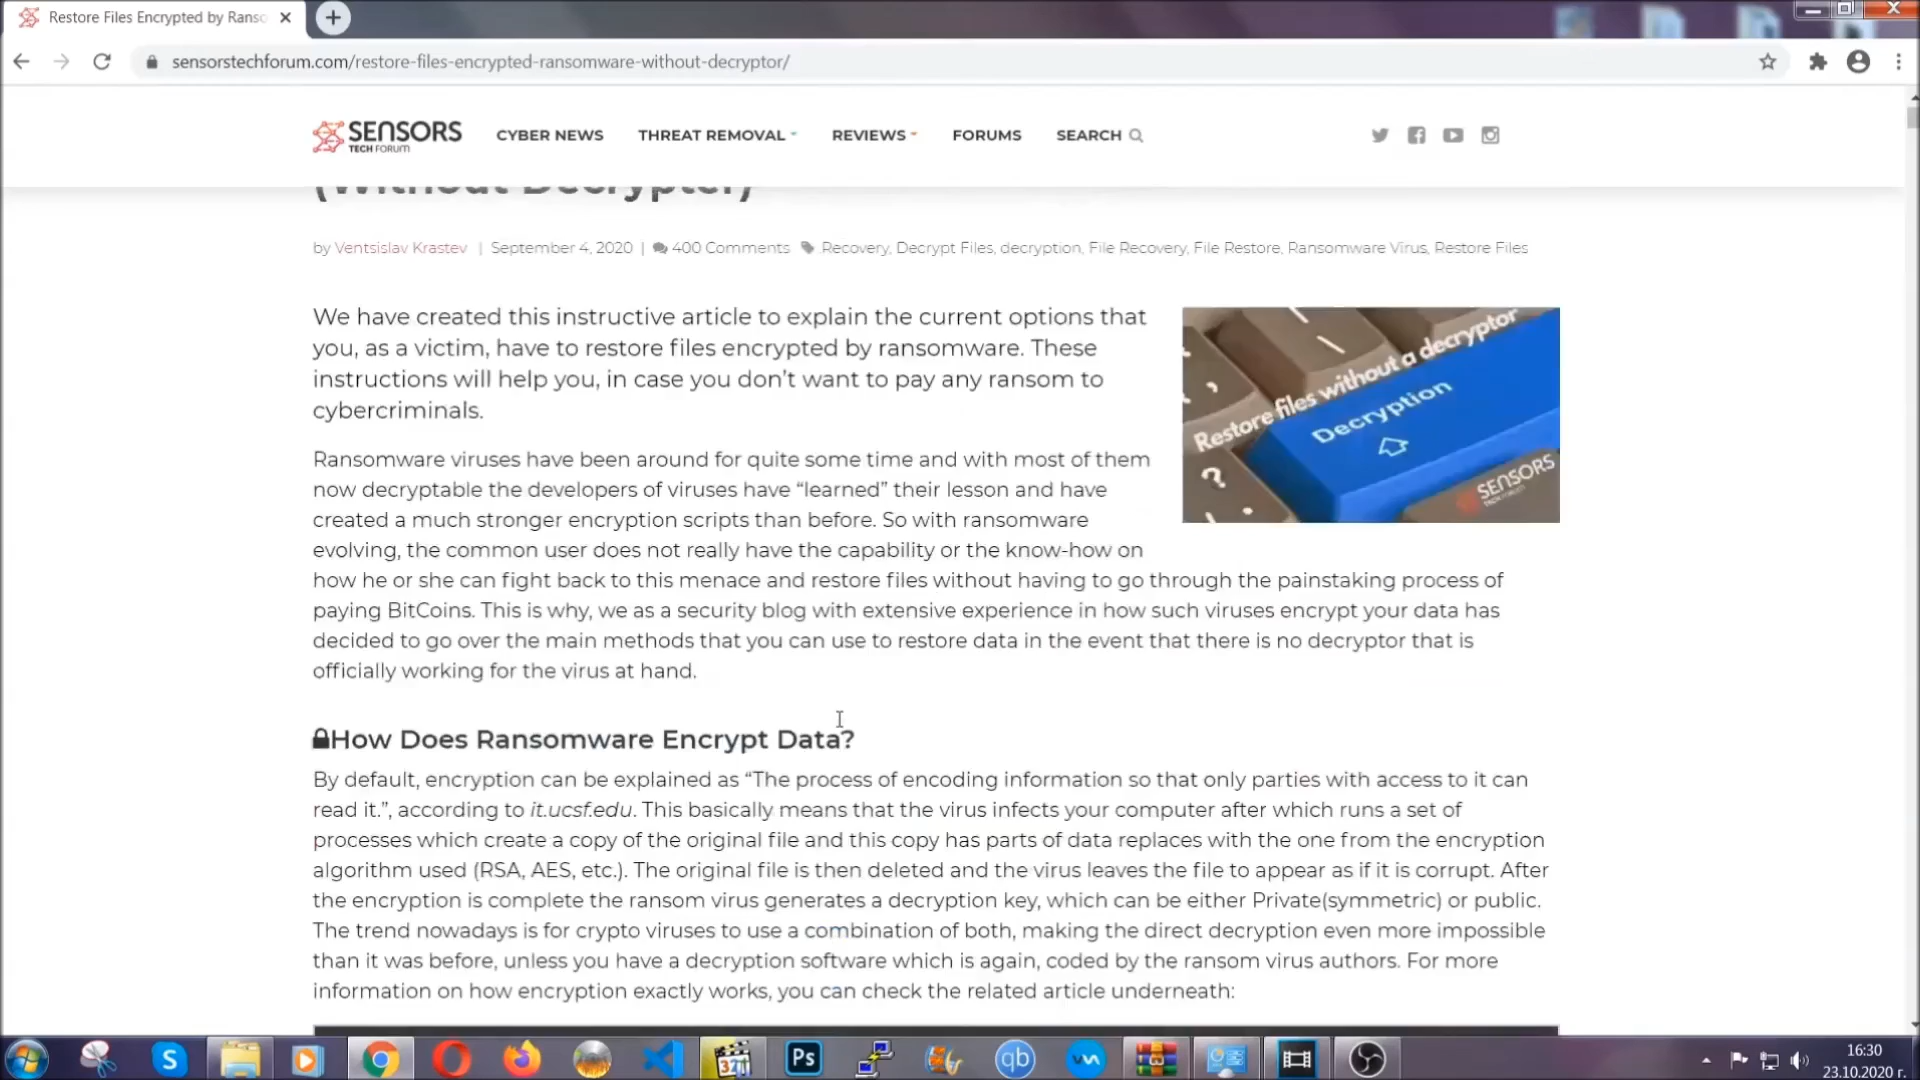 Restore Files Encrypted by Ranso
sensorstechforum.com/restore-files-encrypted-ransomware-without-decryptor/
SENSORS
TECH FORUM
CYBER NEWS
THREAT REMOVAL
REVIEWS
FORUMS
SEARCH
(Without Decrypter)
by Ventsislav Krastev | September 4, 2020 | 400 Comments Recovery, Decrypt Files, decryption, File Recovery, File Restore, Ransomware Virus, Restore Files
We have created this instructive article to explain the current options that
you, as a victim, have to restore files encrypted by ransomware. These
instructions will help you, in case you don't want to pay any ransom to
cybercriminals.
Restore files without a decryptor
Decryption
SENSORS
Ransomware viruses have been around for quite some time and with most of them
now decryptable the developers of viruses have “learned” their lesson and have
created a much stronger encryption scripts than before. So with ransomware
evolving, the common user does not really have the capability or the know-how on
how he or she can fight back to this menace and restore files without having to go through the painstaking process of
paying BitCoins. This is why, we as a security blog with extensive experience in how such viruses encrypt your data has
decided to go over the main methods that you can use to restore data in the event that there is no decryptor that is
officially working for the virus at hand.
How Does Ransomware Encrypt Data?
By default, encryption can be explained as “The process of encoding information so that only parties with access to it can
read it.”, according to it.ucsf.edu. This basically means that the virus infects your computer after which runs a set of
processes which create a copy of the original file and this copy has parts of data replaces with the one from the encryption
algorithm used (RSA, AES, etc.). The original file is then deleted and the virus leaves the file to appear as if it is corrupt. After
the encryption is complete the ransom virus generates a decryption key, which can be either Private(symmetric) or public.
The trend nowadays is for crypto viruses to use a combination of both, making the direct decryption even more impossible
than it was before, unless you have a decryption software which is again, coded by the ransom virus authors. For more
information on how encryption exactly works, you can check the related article underneath:
S
321
Ps
qb
16:30
23.10.2020 г.